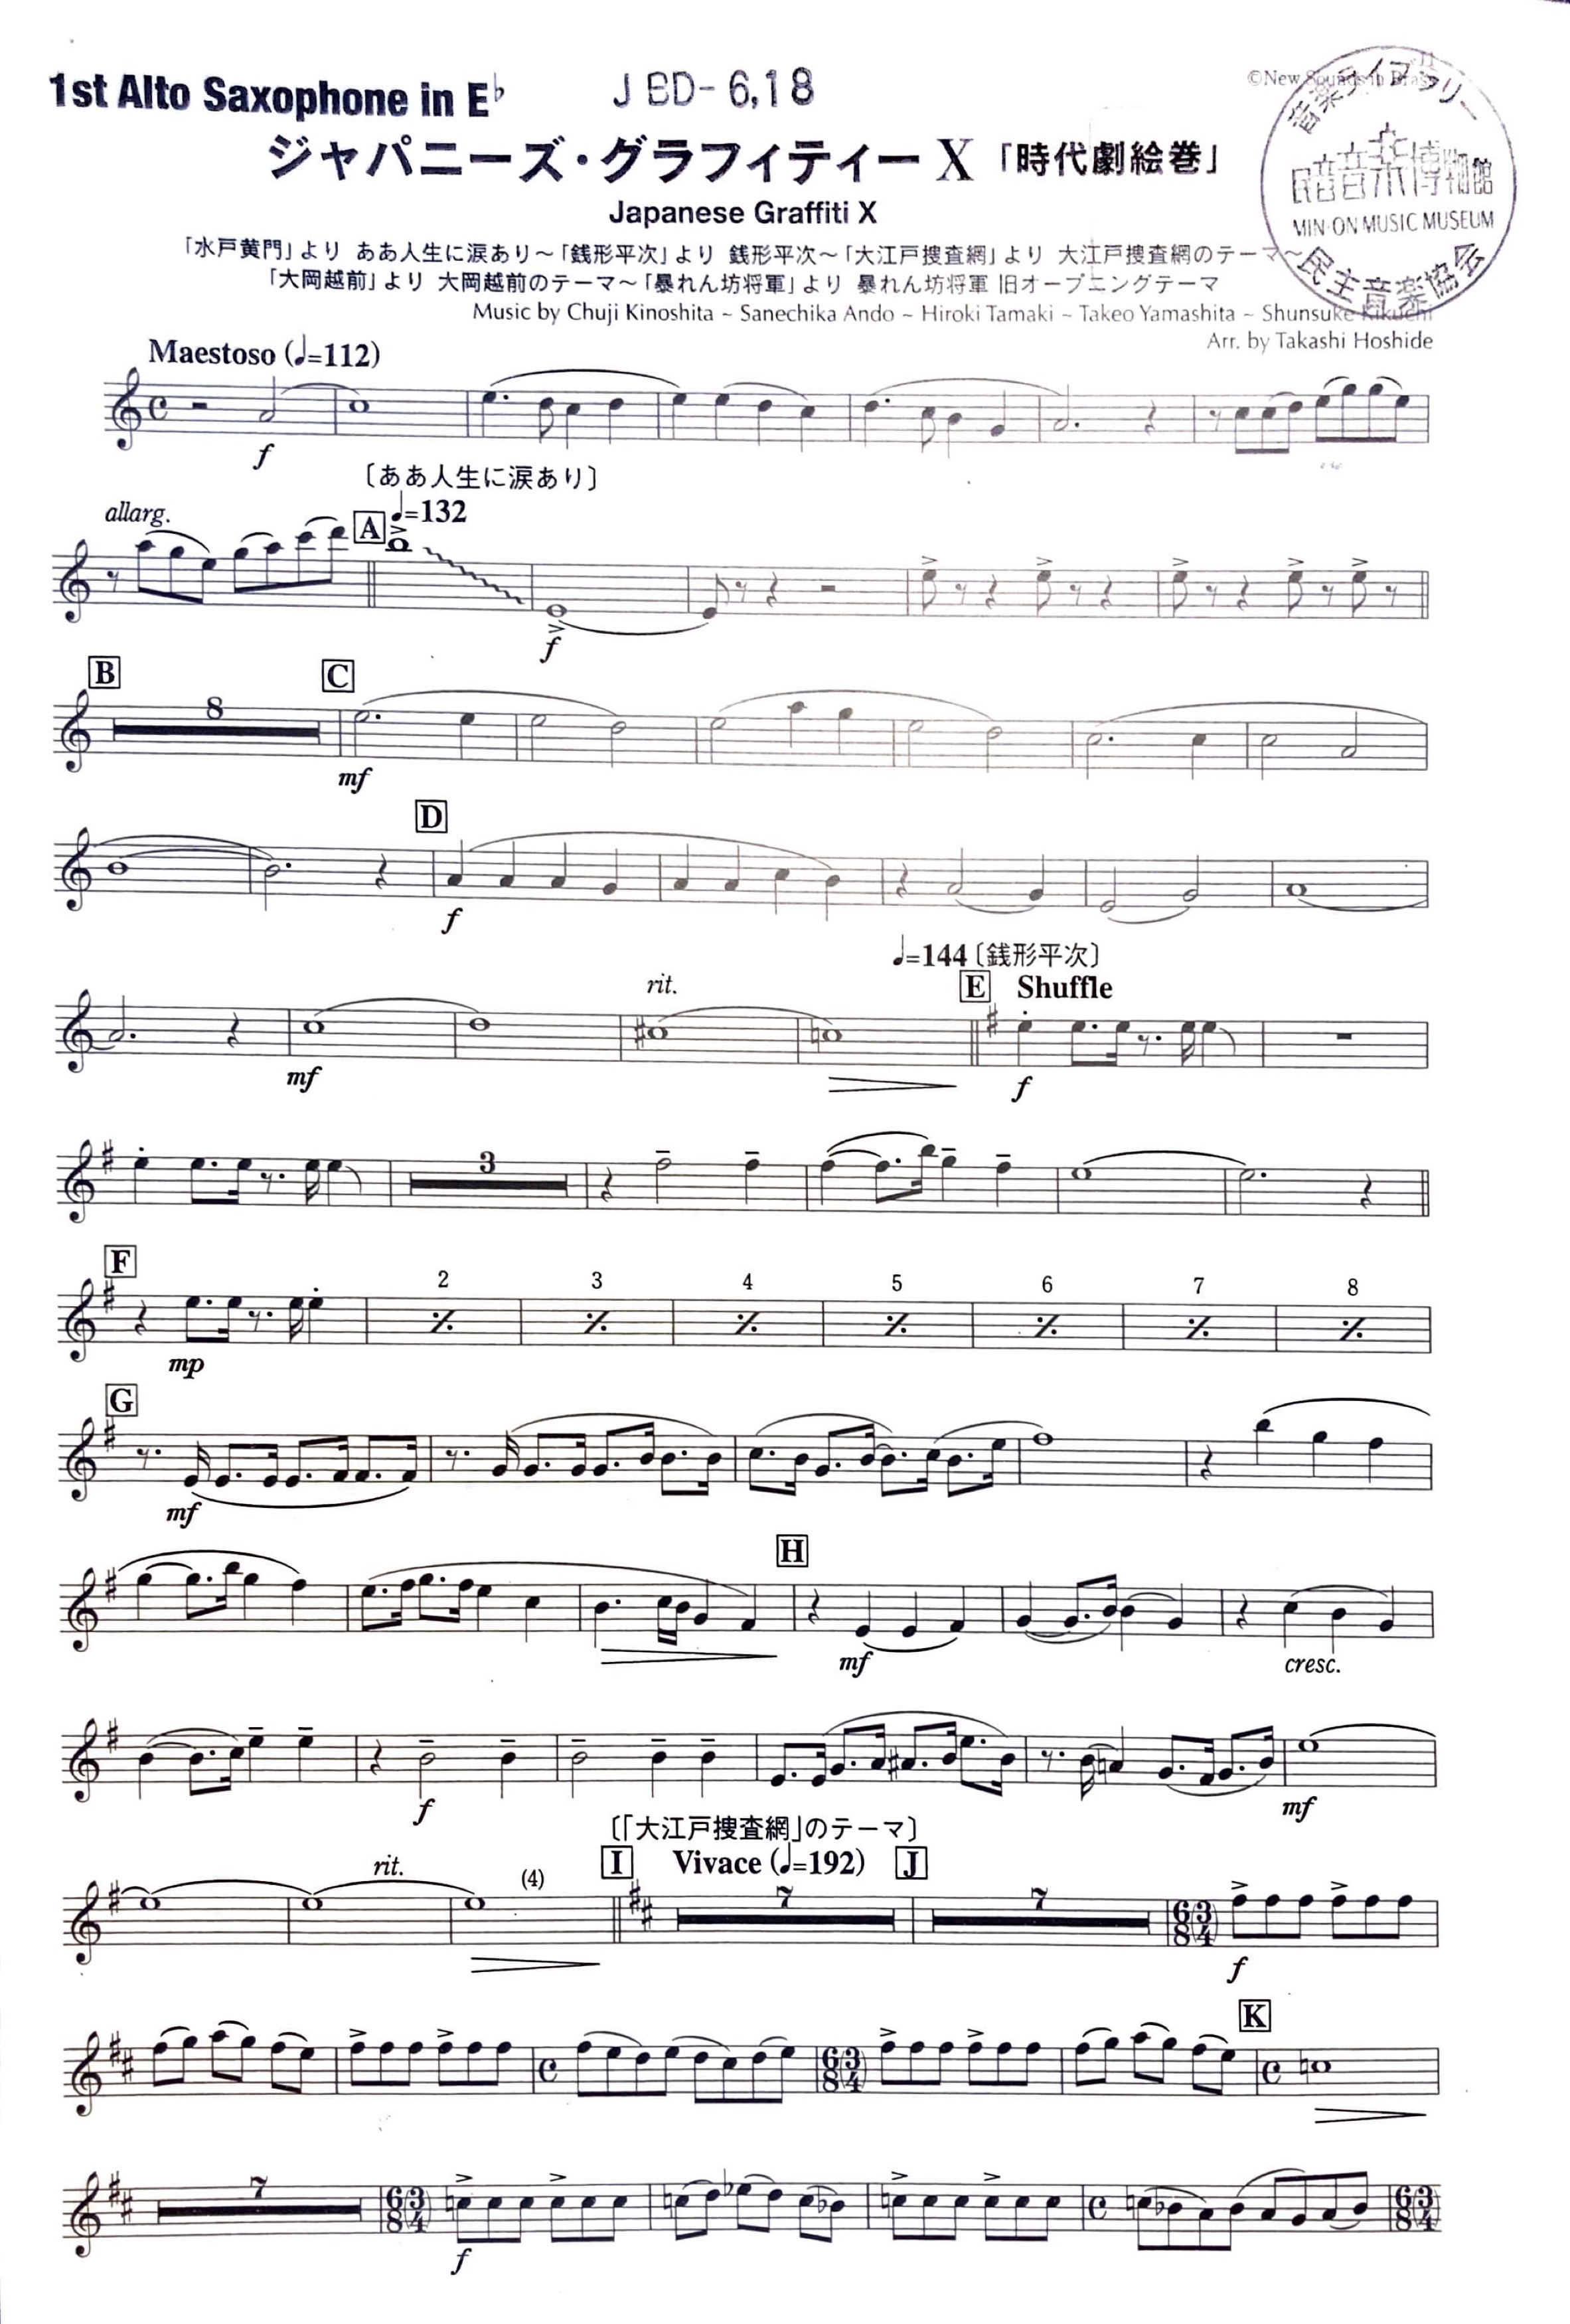 1st Alto Saxophone in E♭
JBD-6,18
©New Sounds in Brass
音楽ライブラリー
民音音楽博物館
MIN-ON MUSIC MUSEUM
民主音楽協会
ジャパニーズ・グラフィティー X 「時代劇絵巻」
Japanese Graffiti X
「水戸黄門」より ああ人生に涙あり〜「銭形平次」より 銭形平次〜「大江戸捜査網」より 大江戸捜査網のテーマ〜
「大岡越前」より 大岡越前のテーマ〜「暴れん坊将軍」より 暴れん坊将軍 旧オープニングテーマ
Music by Chuji Kinoshita ~ Sanechika Ando ~ Hiroki Tamaki ~ Takeo Yamashita ~ Shunsuke Kikuchi
Arr. by Takashi Hoshide
Maestoso (♩=112)
f
〔ああ人生に涙あり〕
allarg.
A ♩=132
f
B
8
C
mf
D
f
♩=144〔銭形平次〕
rit.
E Shuffle
mf
f
3
F
2 3 4 5 6 7 8
mp
G
mf
H
mf
cresc.
f
mf
〔「大江戸捜査網」のテーマ〕
rit.
(4)
I Vivace (♩=192) J
7 7
6/8 (3/4)
f
6/8 (3/4)
K
7
6/8 (3/4)
6/8 (3/4)
f